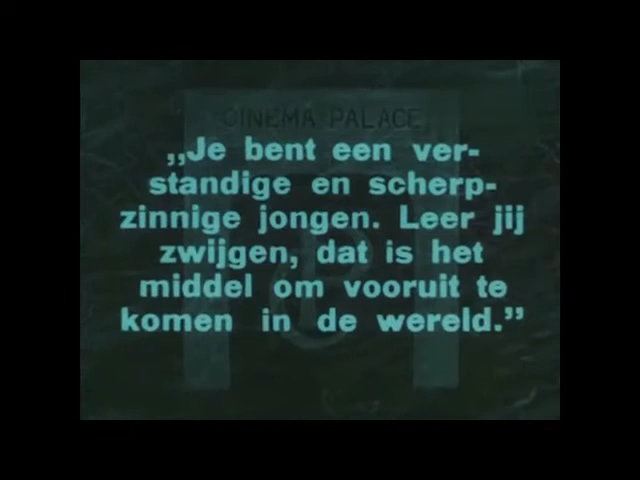 CINEMA PALACE
„Je bent een ver-
standige en scherp-
zinnige jongen. Leer jij
zwijgen, dat is het
middel om vooruit te
komen in de wereld.”